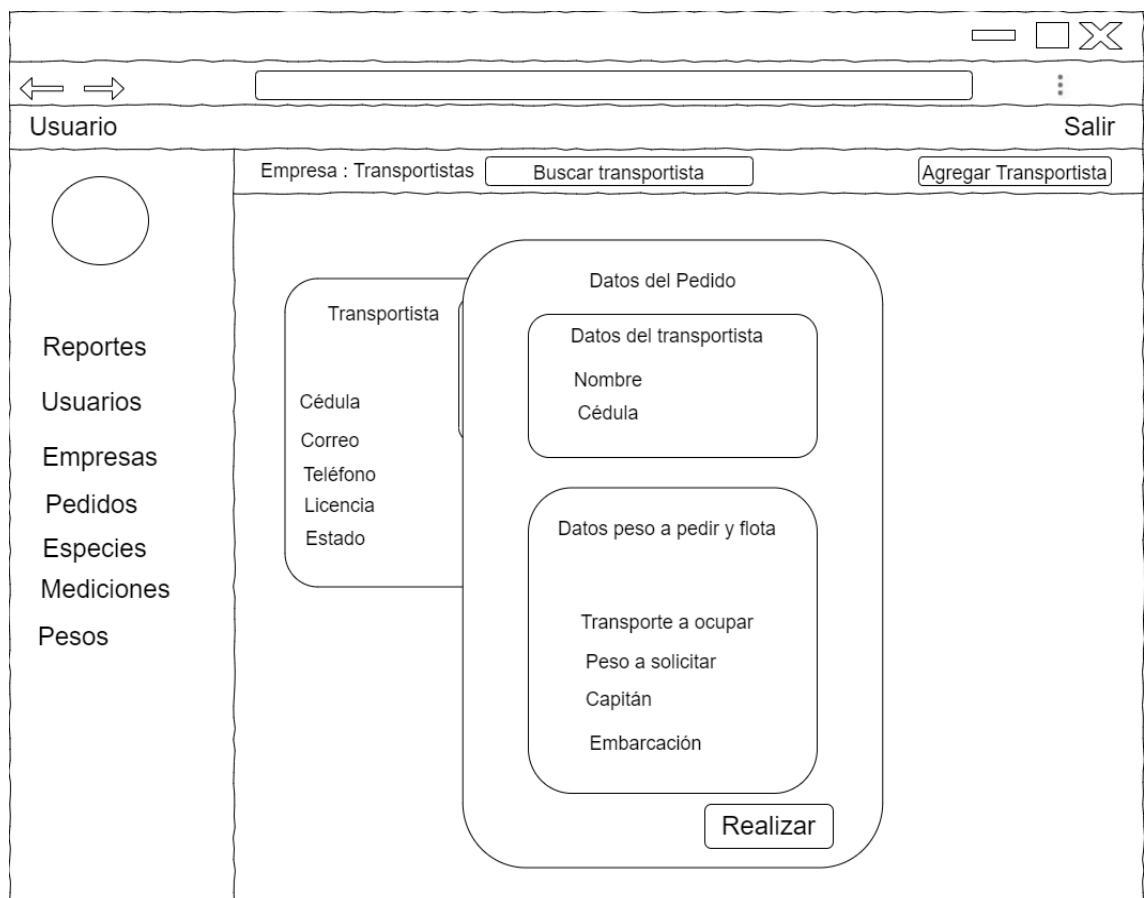 Usuario
Salir
Empresa : Transportistas
Buscar transportista
Agregar Transportista
Reportes
Usuarios
Empresas
Pedidos
Especies
Mediciones
Pesos
Transportista
Cédula
Correo
Teléfono
Licencia
Estado
Datos del Pedido
Datos del transportista
Nombre
Cédula
Datos peso a pedir y flota
Transporte a ocupar
Peso a solicitar
Capitán
Embarcación
Realizar